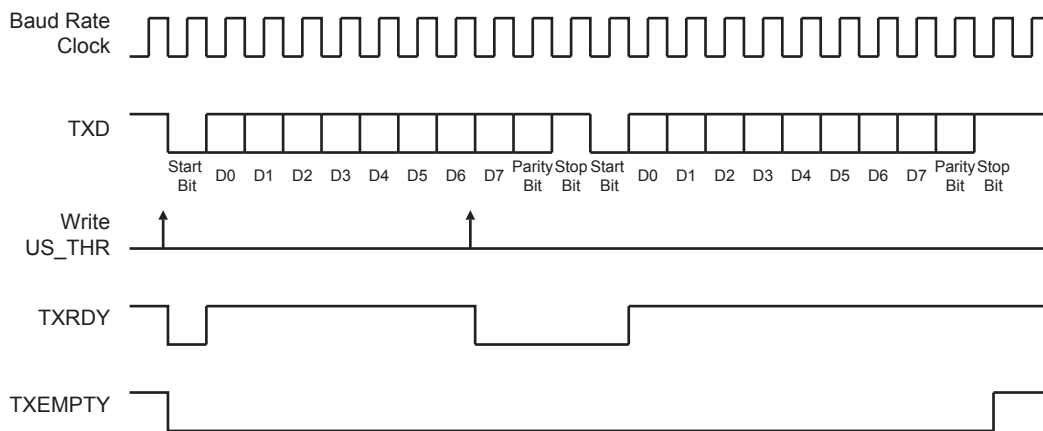 Baud Rate
Clock
TXD
Start
Bit
D0 D1 D2 D3 D4 D5 D6 D7
Parity
Bit
Stop
Bit
Start
Bit
D0 D1 D2 D3 D4 D5 D6 D7
Parity
Bit
Stop
Bit
Write
US_THR
TXRDY
TXEMPTY